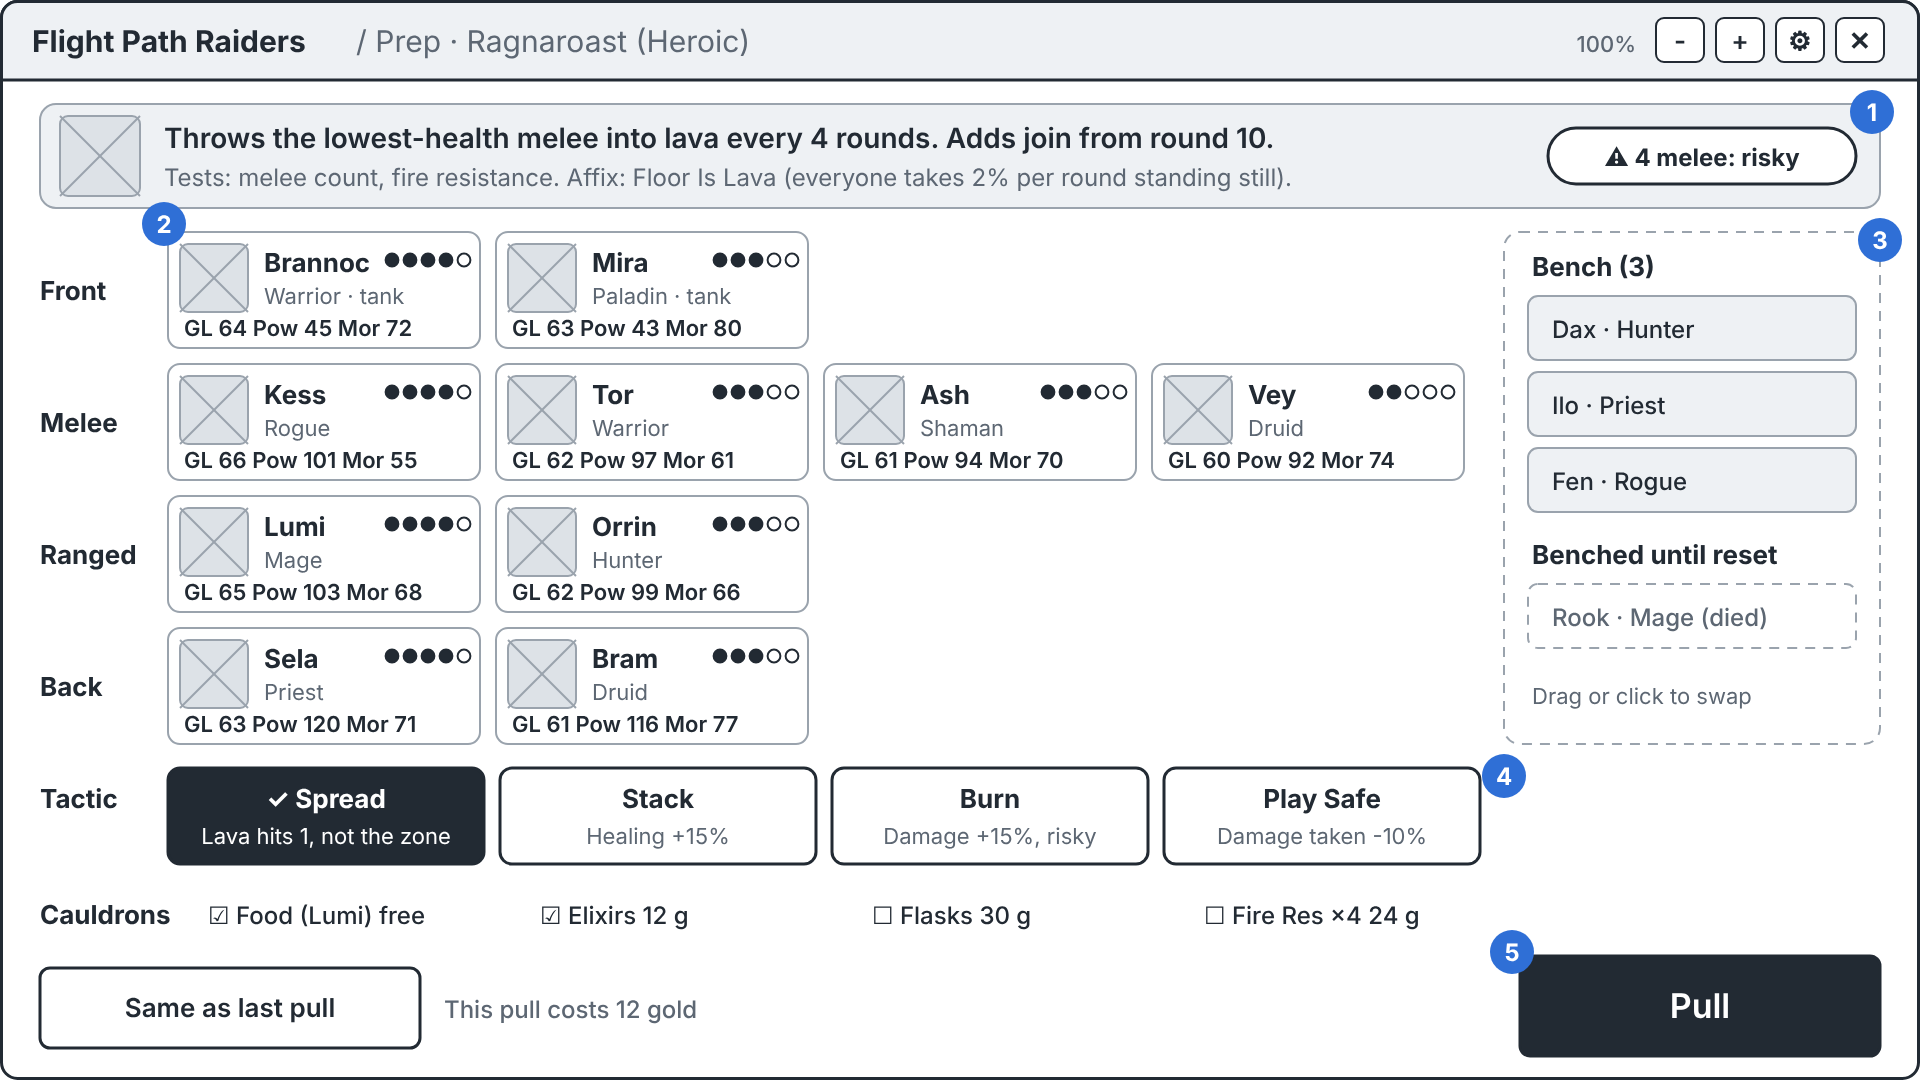 Flight Path Raiders / Prep · Ragnaroast (Heroic)
100% - + ⚙ ✕
1
Throws the lowest-health melee into lava every 4 rounds. Adds join from round 10.
Tests: melee count, fire resistance. Affix: Floor Is Lava (everyone takes 2% per round standing still).
⚠ 4 melee: risky
2
Front
Brannoc ●●●●○
Warrior · tank
GL 64 Pow 45 Mor 72
Mira ●●●○○
Paladin · tank
GL 63 Pow 43 Mor 80
Melee
Kess ●●●●○
Rogue
GL 66 Pow 101 Mor 55
Tor ●●●○○
Warrior
GL 62 Pow 97 Mor 61
Ash ●●●○○
Shaman
GL 61 Pow 94 Mor 70
Vey ●●○○○
Druid
GL 60 Pow 92 Mor 74
Ranged
Lumi ●●●●○
Mage
GL 65 Pow 103 Mor 68
Orrin ●●●○○
Hunter
GL 62 Pow 99 Mor 66
Back
Sela ●●●●○
Priest
GL 63 Pow 120 Mor 71
Bram ●●●○○
Druid
GL 61 Pow 116 Mor 77
3
Bench (3)
Dax · Hunter
Ilo · Priest
Fen · Rogue
Benched until reset
Rook · Mage (died)
Drag or click to swap
4
Tactic
✓ Spread
Lava hits 1, not the zone
Stack
Healing +15%
Burn
Damage +15%, risky
Play Safe
Damage taken -10%
Cauldrons ☑ Food (Lumi) free ☑ Elixirs 12 g ☐ Flasks 30 g ☐ Fire Res ×4 24 g
Same as last pull
This pull costs 12 gold
5
Pull